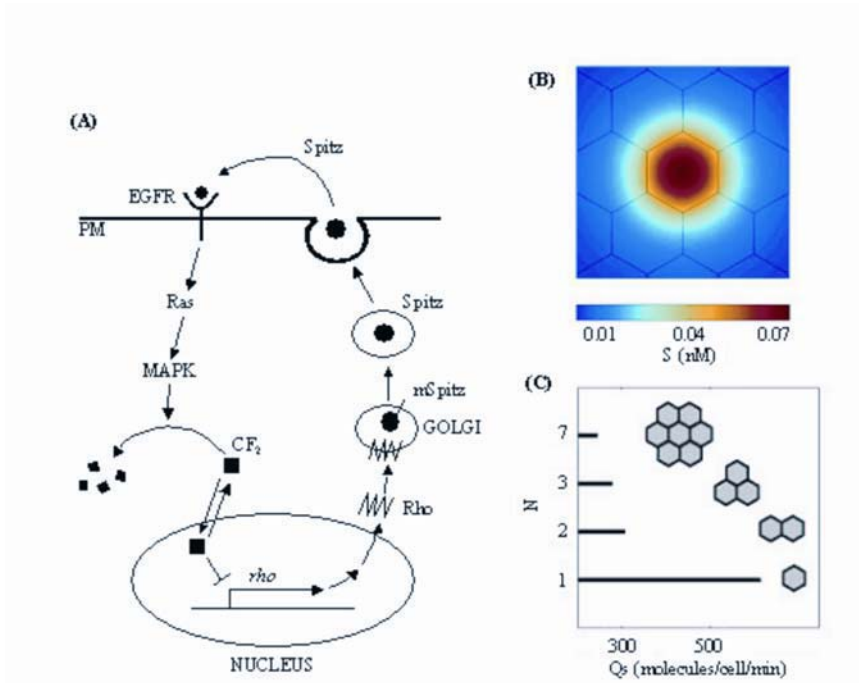 (A)
Spitz
EGFR
PM
Ras
Spitz
MAPK
mSpitz
GOLGI
CF2
Rho
rho
NUCLEUS
(B)
0.01 0.04 0.07
S (nM)
(C)
7
3
N
2
1
300 500
Qs (molecules/cell/min)